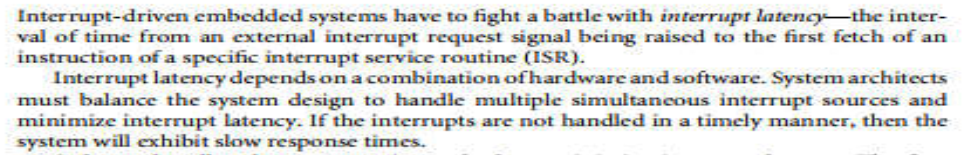 Interrupt-driven embedded systems have to fight a battle with interrupt latency—the inter-
val of time from an external interrupt request signal being raised to the first fetch of an
instruction of a specific interrupt service routine (ISR).
Interrupt latency depends on a combination of hardware and software. System architects
must balance the system design to handle multiple simultaneous interrupt sources and
minimize interrupt latency. If the interrupts are not handled in a timely manner, then the
system will exhibit slow response times.